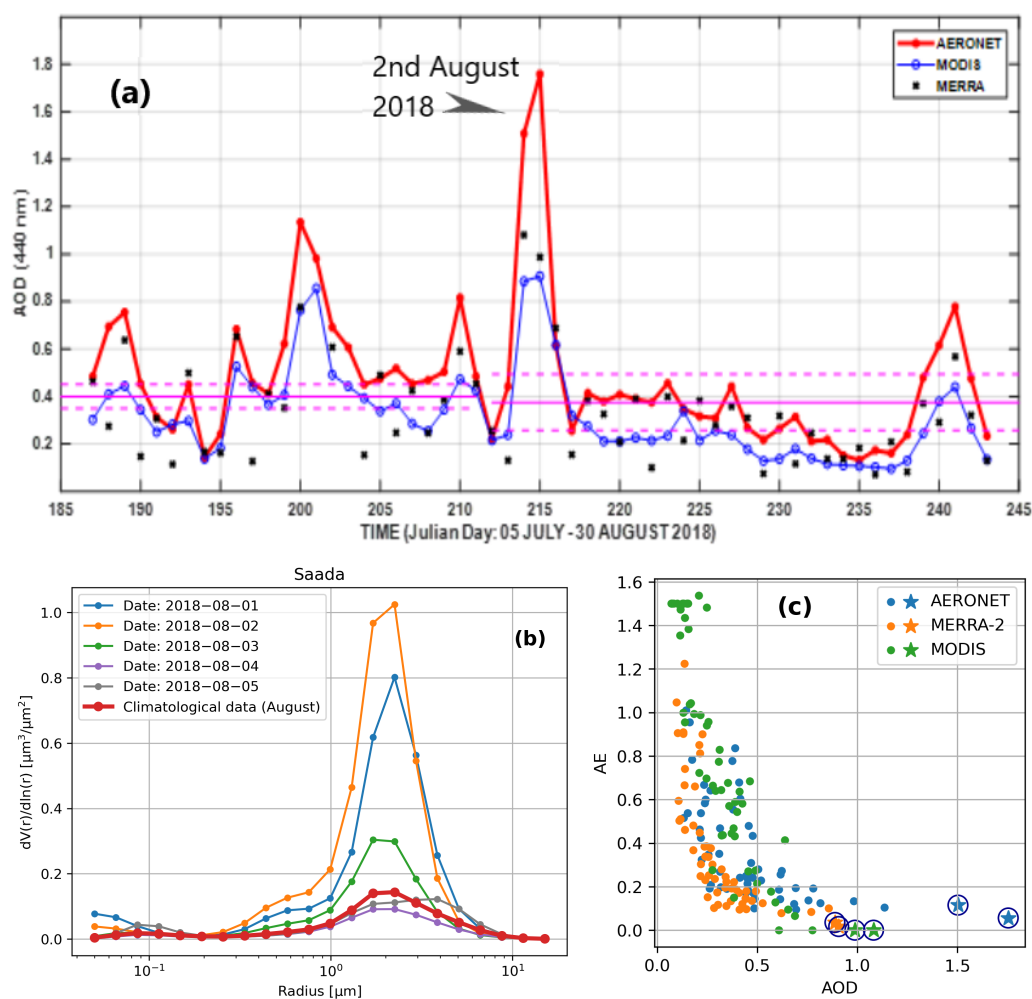 1.8
1.6
1.4
1.2
1
0.8
0.6
0.4
0.2
AOD (440 nm)
(a)
2nd August
2018
AERONET
MODIS
MERRA
185 190 195 200 205 210 215 220 225 230 235 240 245
TIME (Julian Day: 05 JULY -30 AUGUST 2018)
Saada
1.0
0.8
0.6
0.4
0.2
0.0
dV(r)/dln(r) [µm³/µm²]
Date: 2018−08−01
Date: 2018−08−02
Date: 2018−08−03
Date: 2018−08−04
Date: 2018−08−05
Climatological data (August)
(b)
10⁻¹ 10⁰ 10¹
Radius [µm]
1.6
1.4
1.2
1.0
0.8
0.6
0.4
0.2
0.0
AE
(c)
AERONET
MERRA-2
MODIS
0.0 0.5 1.0 1.5
AOD